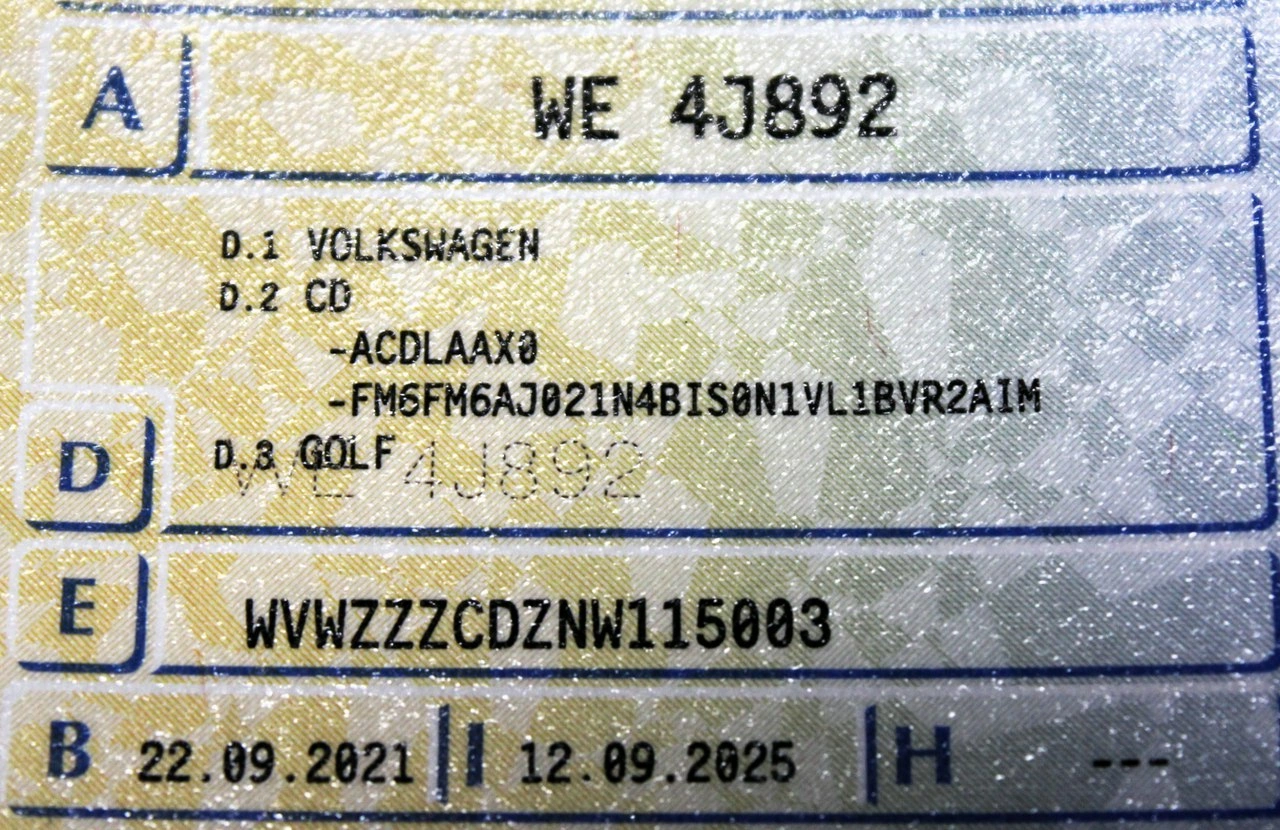 A WE 4J892
D.1 VOLKSWAGEN
D.2 CD
-ACDLAAX0
-FM6FM6AJ021N4BIS0N1VL1BVR2AIM
D D.3 GOLF
WE 4J892
E WVWZZZCDZNW115003
B 22.09.2021 I 12.09.2025 H ---